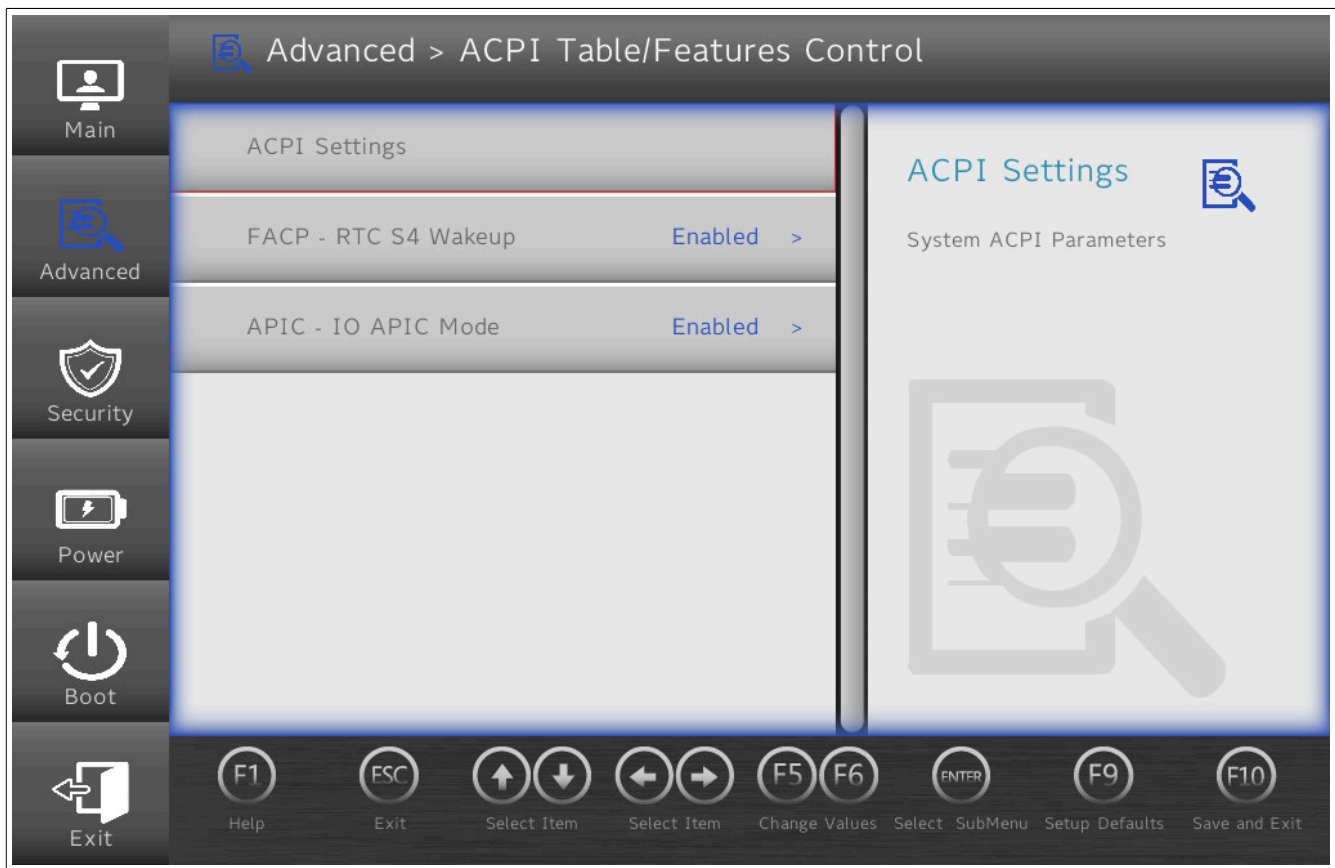 Advanced > ACPI Table/Features Control
Main
Advanced
Security
Power
Boot
Exit
ACPI Settings
FACP - RTC S4 Wakeup Enabled >
APIC - IO APIC Mode Enabled >
ACPI Settings
System ACPI Parameters
F1 ESC F5 F6 ENTER F9 F10
Help Exit Select Item Select Item Change Values Select SubMenu Setup Defaults Save and Exit